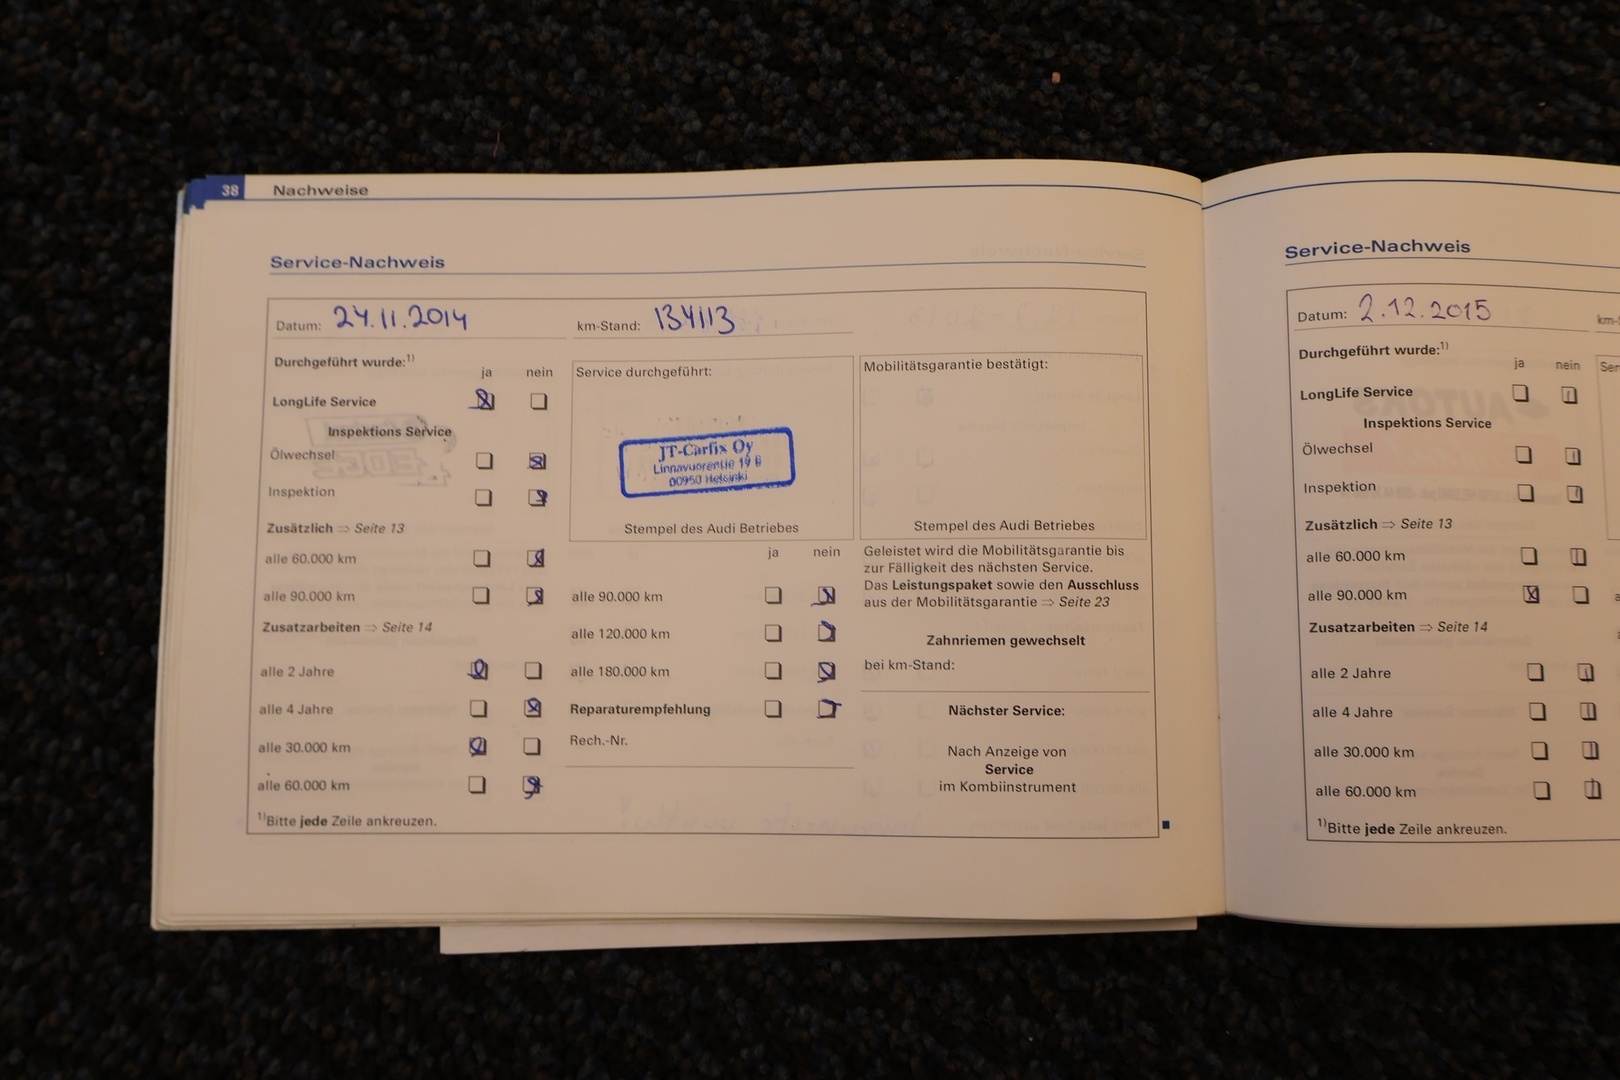 38 Nachweise
Service-Nachweis
Datum: 24.11.2014 km-Stand: 134113
Durchgeführt wurde:1)
ja nein
LongLife Service
Inspektions Service
Ölwechsel
Inspektion
Zusätzlich ⇒ Seite 13
alle 60.000 km
alle 90.000 km
Zusatzarbeiten ⇒ Seite 14
alle 2 Jahre
alle 4 Jahre
alle 30.000 km
alle 60.000 km
1)Bitte jede Zeile ankreuzen.
Service durchgeführt:
JT-Carfix Oy
Linnavuorentie 19 B
00950 Helsinki
Stempel des Audi Betriebes
ja nein
alle 90.000 km
alle 120.000 km
alle 180.000 km
Reparaturempfehlung
Rech.-Nr.
Mobilitätsgarantie bestätigt:
Stempel des Audi Betriebes
Geleistet wird die Mobilitätsgarantie bis
zur Fälligkeit des nächsten Service.
Das Leistungspaket sowie den Ausschluss
aus der Mobilitätsgarantie ⇒ Seite 23
Zahnriemen gewechselt
bei km-Stand:
Nächster Service:
Nach Anzeige von
Service
im Kombiinstrument
Service-Nachweis
Datum: 2.12.2015 km-
Durchgeführt wurde:1)
ja nein
LongLife Service
Inspektions Service
Ölwechsel
Inspektion
Zusätzlich ⇒ Seite 13
alle 60.000 km
alle 90.000 km
Zusatzarbeiten ⇒ Seite 14
alle 2 Jahre
alle 4 Jahre
alle 30.000 km
alle 60.000 km
1)Bitte jede Zeile ankreuzen.
Ser